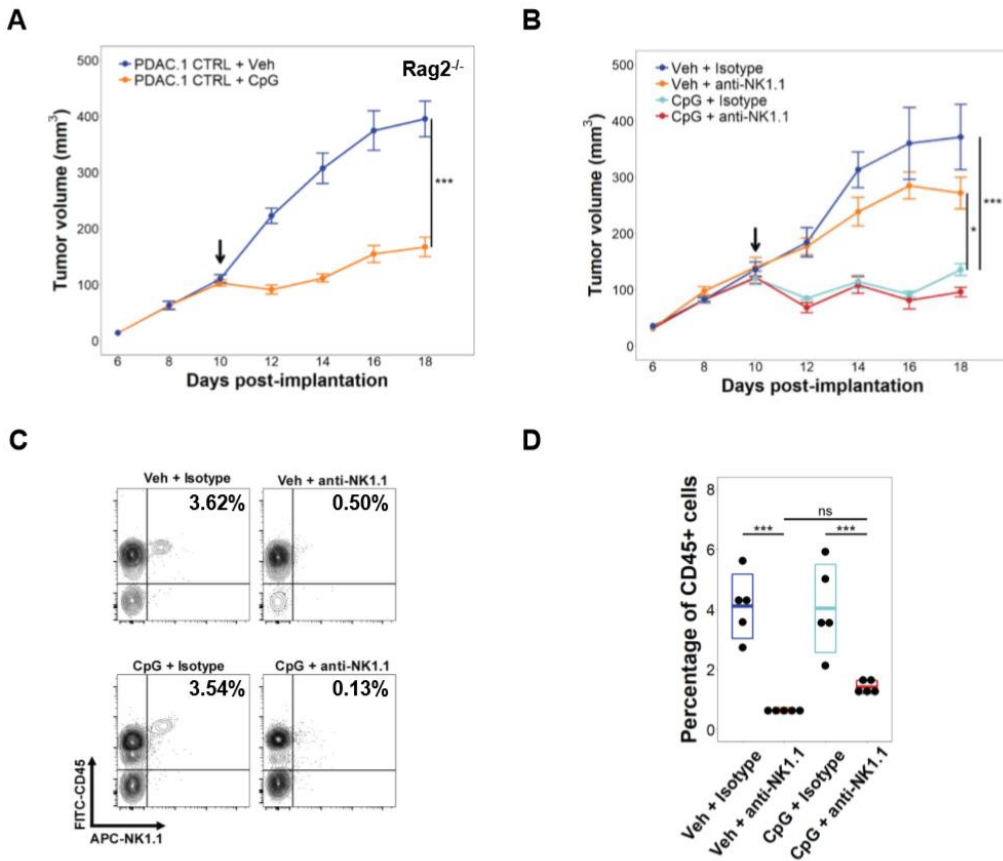 A
PDAC.1 CTRL + Veh
PDAC.1 CTRL + CpG
Rag2-/-
Tumor volume (mm3)
500
400
300
200
100
0
***
6 8 10 12 14 16 18
Days post-implantation
B
Veh + Isotype
Veh + anti-NK1.1
CpG + Isotype
CpG + anti-NK1.1
Tumor volume (mm3)
500
400
300
200
100
0
*
***
6 8 10 12 14 16 18
Days post-implantation
C
Veh + Isotype
3.62%
Veh + anti-NK1.1
0.50%
CpG + Isotype
3.54%
CpG + anti-NK1.1
0.13%
FITC-CD45
APC-NK1.1
D
Percentage of CD45+ cells
8
6
4
2
0
ns
*** ***
Veh + Isotype
Veh + anti-NK1.1
CpG + Isotype
CpG + anti-NK1.1